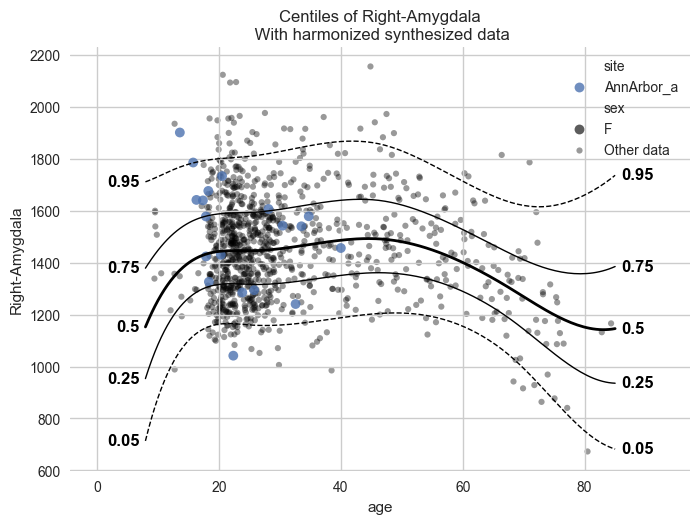 Centiles of Right-Amygdala
With harmonized synthesized data
2200
2000
1800
1600
1400
1200
1000
800
600
Right-Amygdala
0
20
40
60
80
age
0.95
0.75
0.5
0.25
0.05
0.95
0.75
0.5
0.25
0.05
site
AnnArbor_a
sex
F
Other data